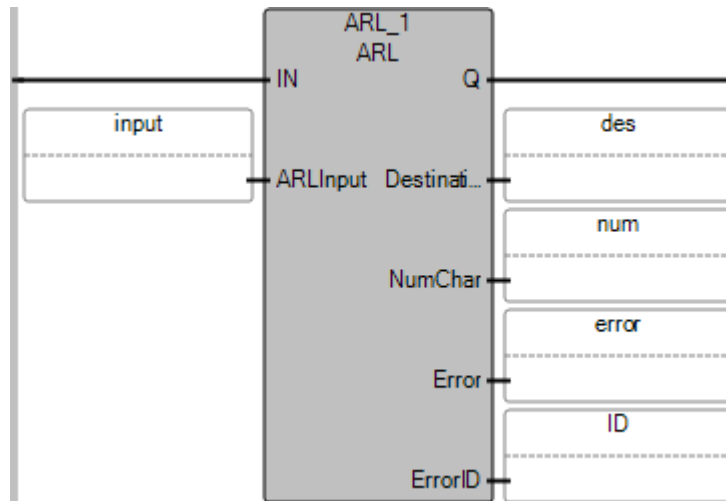 ARL_1
ARL
IN Q
input des
ARLInput Destinati...
num
NumChar
error
Error
ID
ErrorID